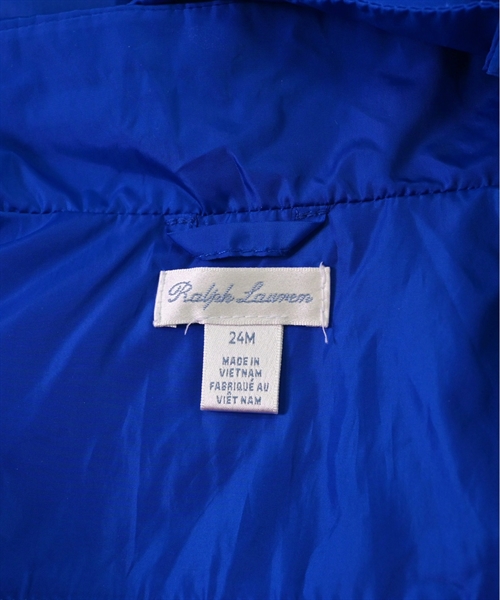 Ralph Lauren
24M
MADE IN
VIETNAM
FABRIQUÉ AU
VIÊT NAM